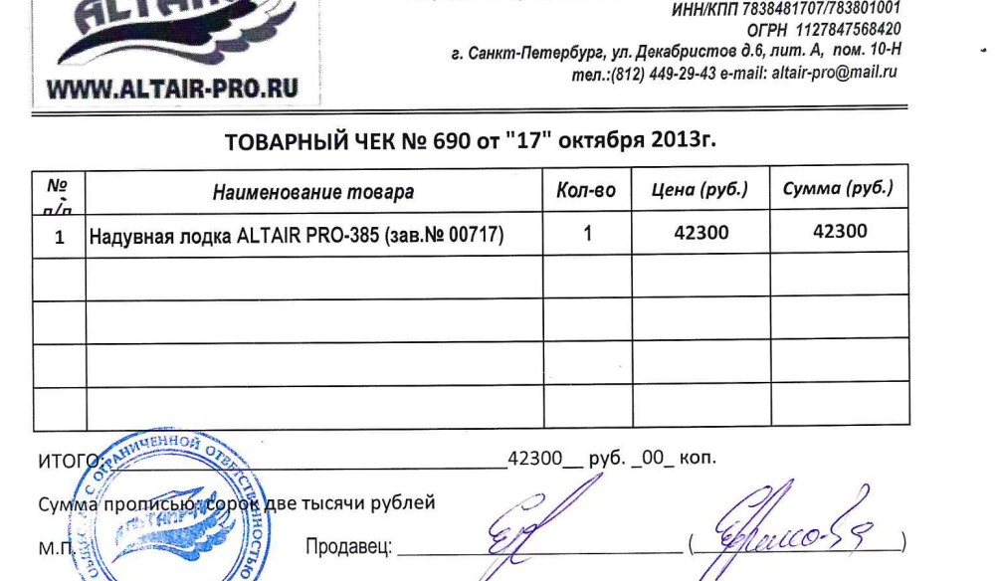 ALTAIR
WWW.ALTAIR-PRO.RU
ИНН/КПП 7838481707/783801001
ОГРН 1127847568420
г. Санкт-Петербург, ул. Декабристов д.6, лит. А, пом. 10-Н
тел.:(812) 449-29-43 e-mail: altair-pro@mail.ru
ТОВАРНЫЙ ЧЕК № 690 от "17" октября 2013г.
№ п/п Наименование товара Кол-во Цена (руб.) Сумма (руб.)
1 Надувная лодка ALTAIR PRO-385 (зав.№ 00717) 1 42300 42300
ИТОГО: 42300__ руб. _00_ коп.
Сумма прописью: сорок две тысячи рублей
М.П. Продавец: ( )
С ОГРАНИЧЕННОЙ ОТВЕТСТВЕННОСТЬЮ